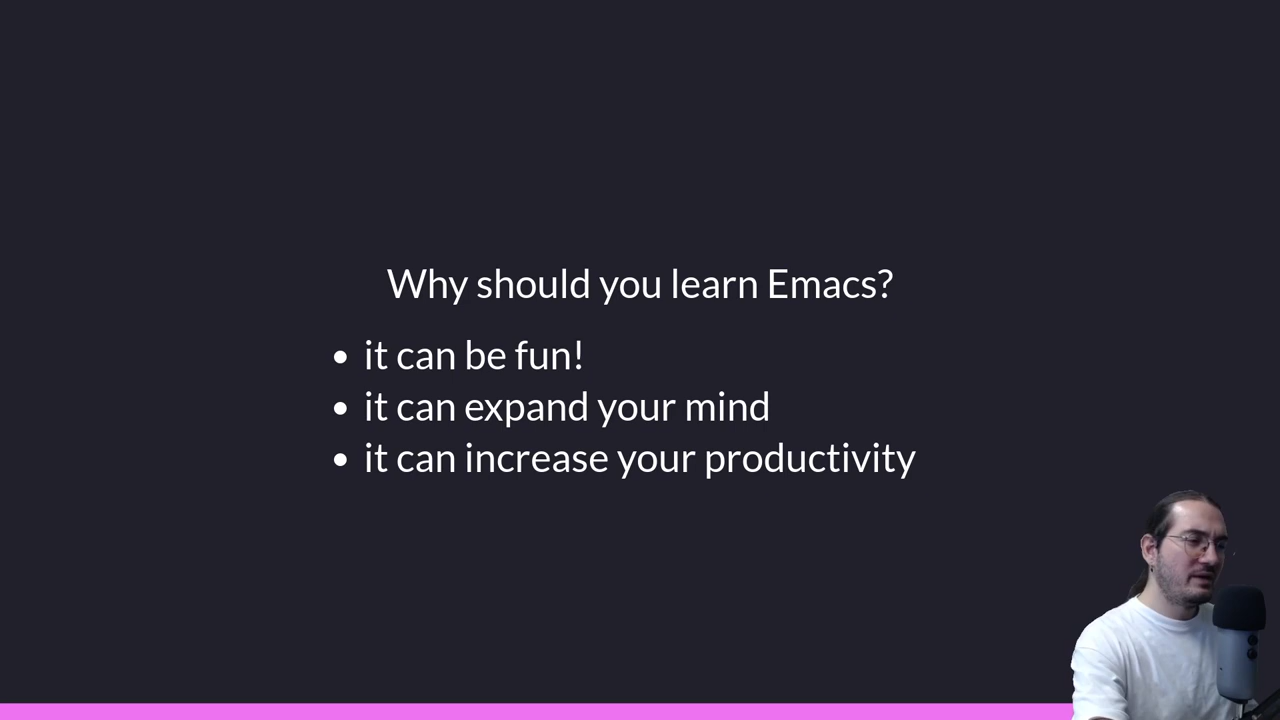 Why should you learn Emacs?
• it can be fun!
• it can expand your mind
• it can increase your productivity